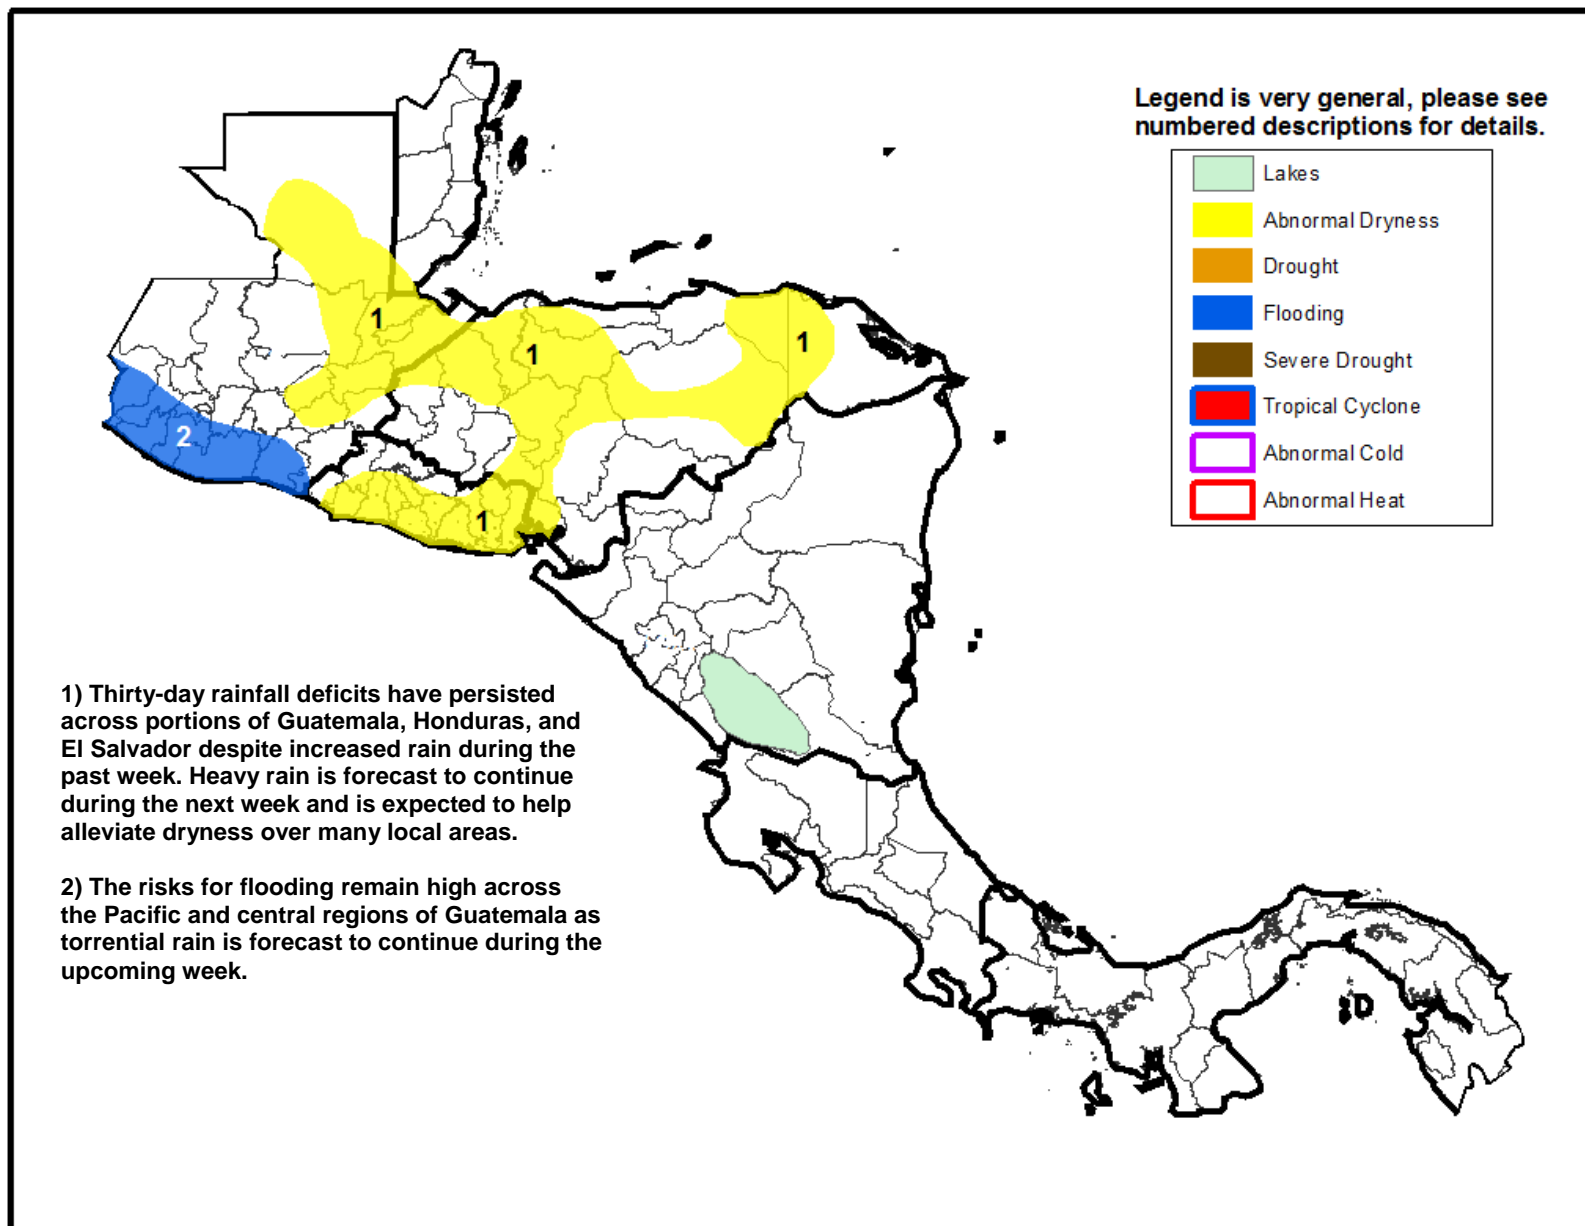 Legend is very general, please see
numbered descriptions for details.
Lakes
Abnormal Dryness
Drought
Flooding
Severe Drought
Tropical Cyclone
Abnormal Cold
Abnormal Heat
1
1
1
2
1
1) Thirty-day rainfall deficits have persisted
across portions of Guatemala, Honduras, and
El Salvador despite increased rain during the
past week. Heavy rain is forecast to continue
during the next week and is expected to help
alleviate dryness over many local areas.
2) The risks for flooding remain high across
the Pacific and central regions of Guatemala as
torrential rain is forecast to continue during the
upcoming week.